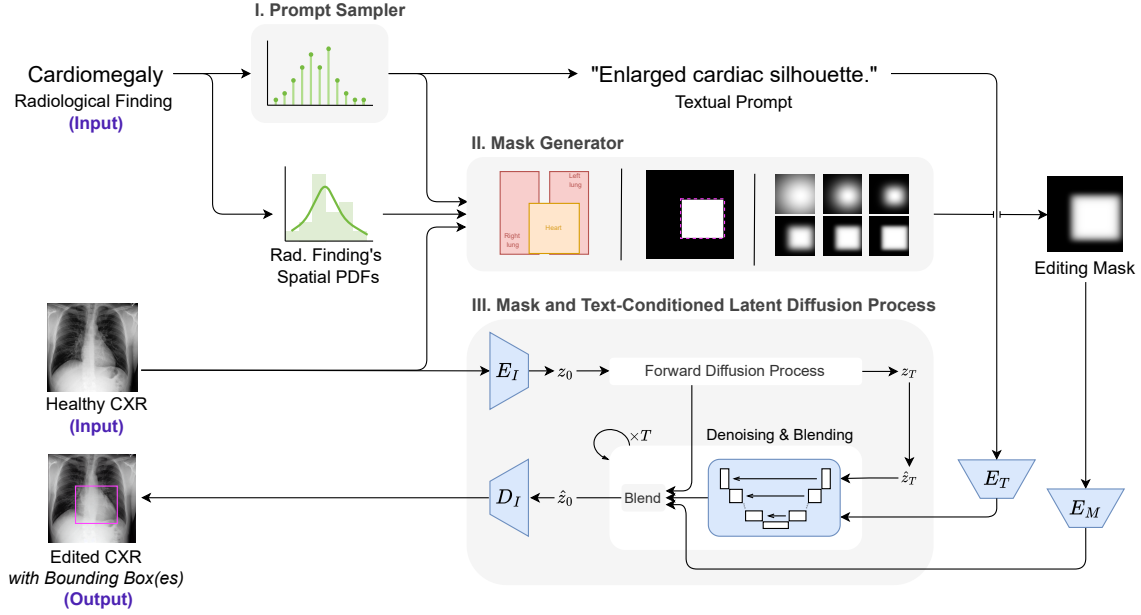 I. Prompt Sampler
Cardiomegaly
Radiological Finding
(Input)
"Enlarged cardiac silhouette."
Textual Prompt
II. Mask Generator
Left
lung
Right
lung
Heart
Rad. Finding's
Spatial PDFs
Editing Mask
III. Mask and Text-Conditioned Latent Diffusion Process
Healthy CXR
(Input)
E_I
z_0
Forward Diffusion Process
z_T
×T
Denoising & Blending
Blend
ẑ_T
E_T
E_M
D_I
ẑ_0
Edited CXR
with Bounding Box(es)
(Output)